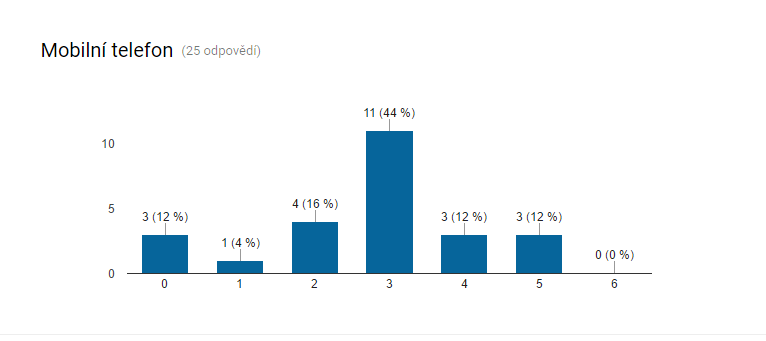 Mobilní telefon (25 odpovědí)
11 (44 %)
10
4 (16 %)
5
3 (12 %)
3 (12 %)
3 (12 %)
1 (4 %)
0 (0 %)
0
0 1 2 3 4 5 6